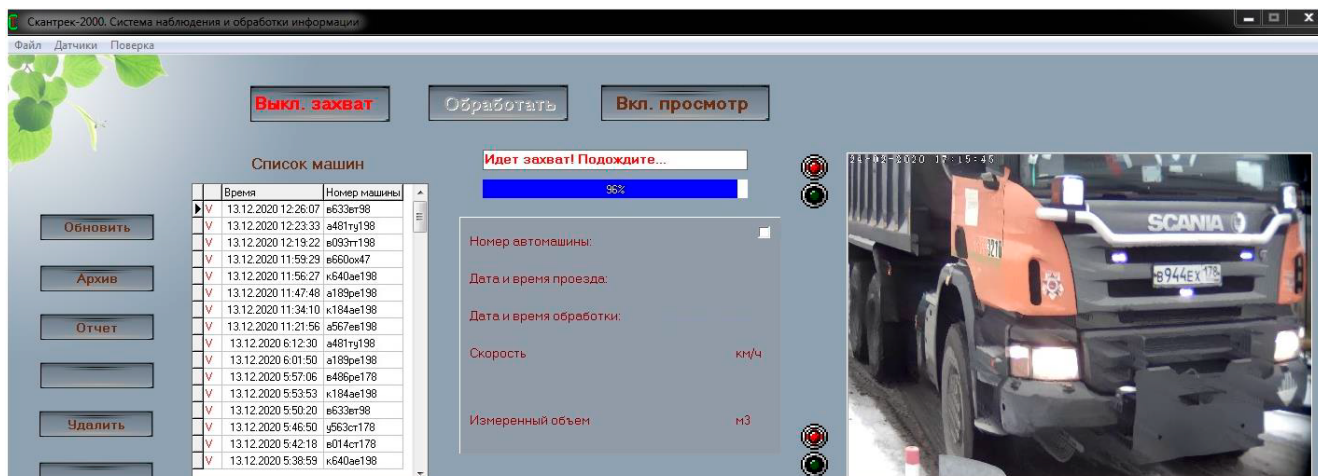 Скантрек-2000. Система наблюдения и обработки информации
Файл Датчики Поверка
Выкл. захват
Обработать
Вкл. просмотр
Список машин
Идет захват! Подождите...
96%
Время Номер машины
V 13.12.2020 12:26:07 в633вт98
V 13.12.2020 12:23:33 а481ту198
V 13.12.2020 12:19:22 в093тт198
V 13.12.2020 11:59:29 в660ох47
V 13.12.2020 11:56:27 к640ае198
V 13.12.2020 11:47:48 а189ре198
V 13.12.2020 11:34:10 к184ае198
V 13.12.2020 11:21:56 а567ев198
V 13.12.2020 6:12:30 а481ту198
V 13.12.2020 6:01:50 а189ре198
V 13.12.2020 5:57:06 в486ре178
V 13.12.2020 5:53:53 к184ае198
V 13.12.2020 5:50:20 в633вт98
V 13.12.2020 5:46:50 у563ст178
V 13.12.2020 5:42:18 в014ст178
V 13.12.2020 5:38:59 к640ае198
Обновить
Архив
Отчет
Удалить
Номер автомашины:
Дата и время проезда:
Дата и время обработки:
Скорость км/ч
Измеренный объем м3
24-02-2020 17:15:45
SCANIA
3210
В944ЕХ 178